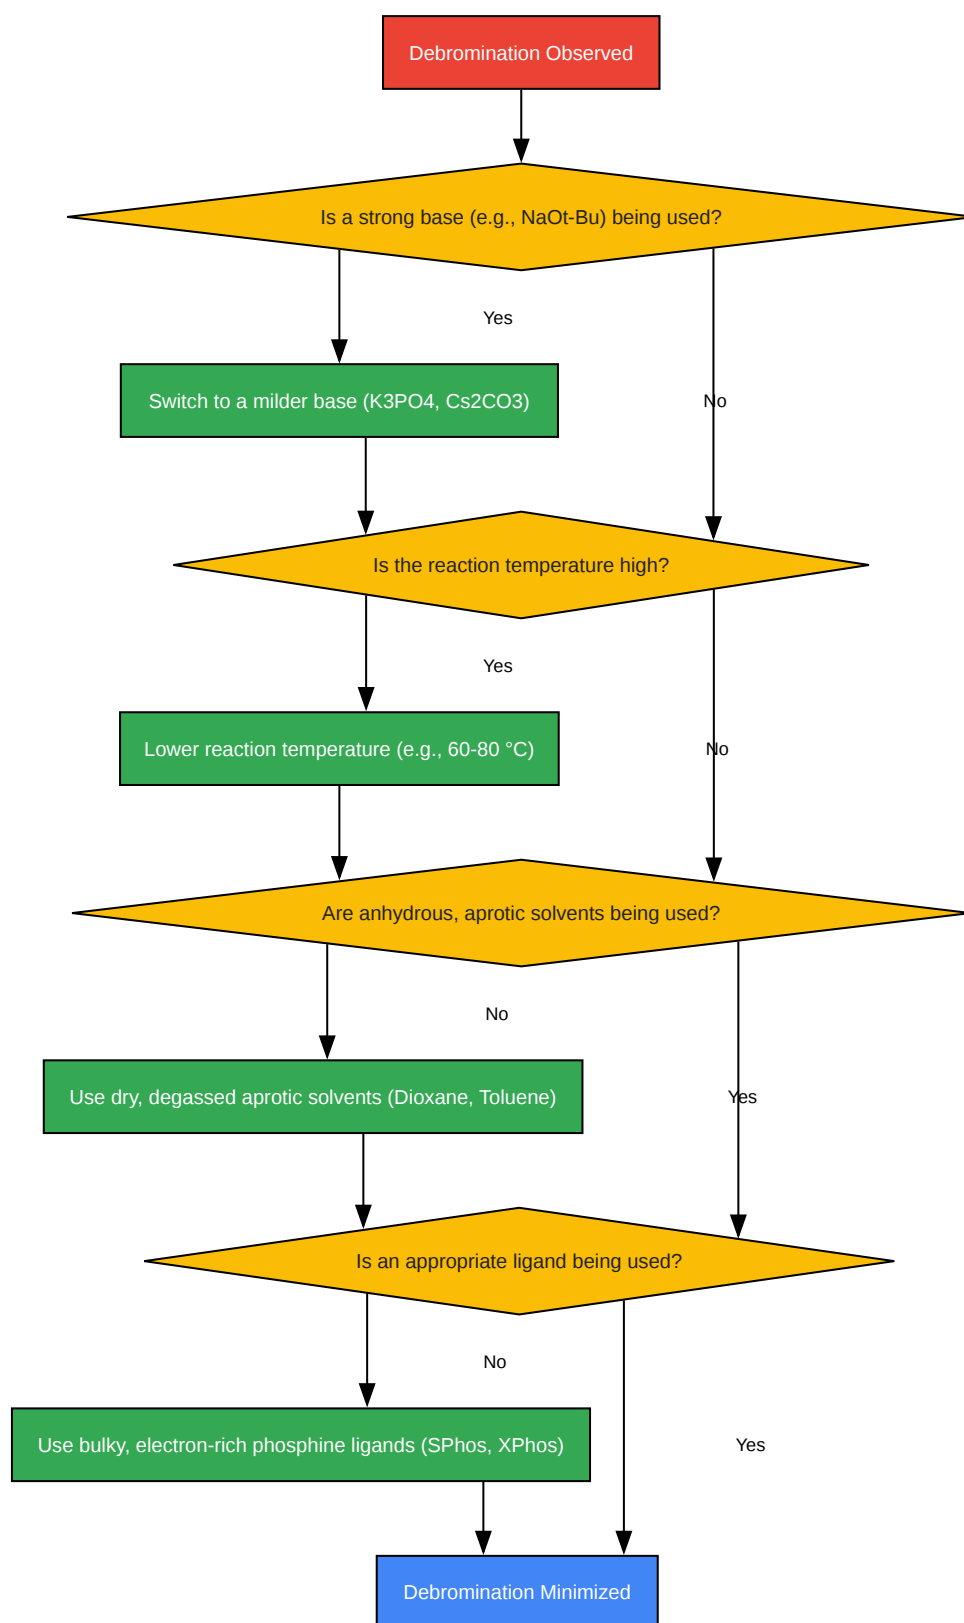 Debromination Observed
Is a strong base (e.g., NaOt-Bu) being used?
Yes
Switch to a milder base (K3PO4, Cs2CO3)
No
Is the reaction temperature high?
Yes
Lower reaction temperature (e.g., 60-80 °C)
No
Are anhydrous, aprotic solvents being used?
No
Use dry, degassed aprotic solvents (Dioxane, Toluene)
Yes
Is an appropriate ligand being used?
No
Use bulky, electron-rich phosphine ligands (SPhos, XPhos)
Yes
Debromination Minimized